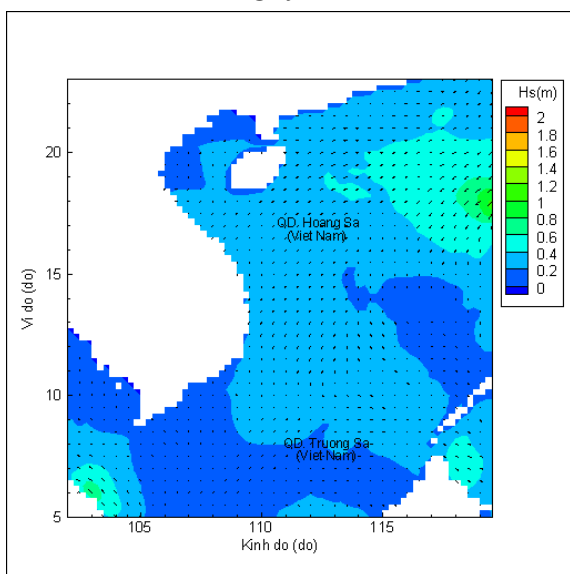 Hs(m)
2
1.8
1.6
1.4
1.2
1
0.8
0.6
0.4
0.2
0
20
15
10
5
Vi do (do)
QD. Hoang Sa
(Viet Nam)
QD. Truong Sa
(Viet Nam)
105
110
115
Kinh do (do)